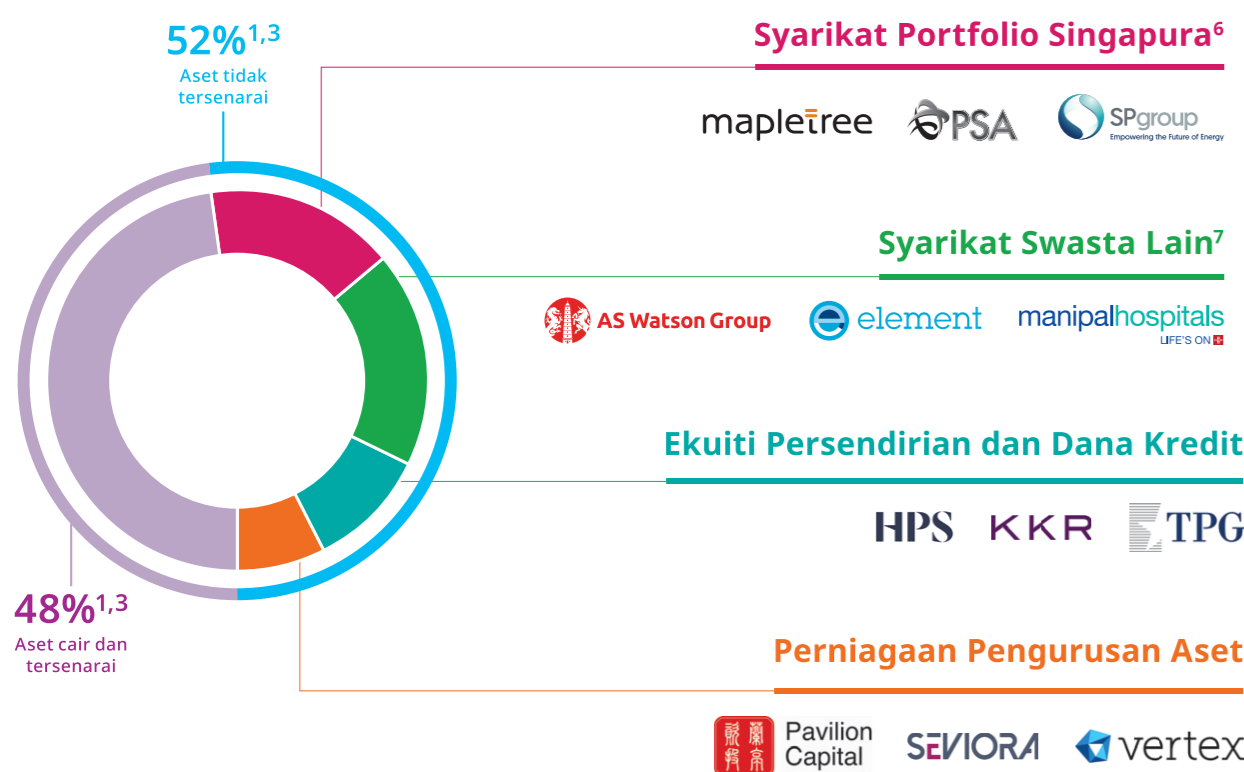 52%1,3
Aset tidak
tersenarai
Syarikat Portfolio Singapura6
mapletree
PSA
SPgroup
Empowering the Future of Energy
Syarikat Swasta Lain7
AS Watson Group
element
manipalhospitals
LIFE'S ON
Ekuiti Persendirian dan Dana Kredit
HPS
KKR
TPG
48%1,3
Aset cair dan
tersenarai
Perniagaan Pengurusan Aset
Pavilion
Capital
SEVIORA
vertex